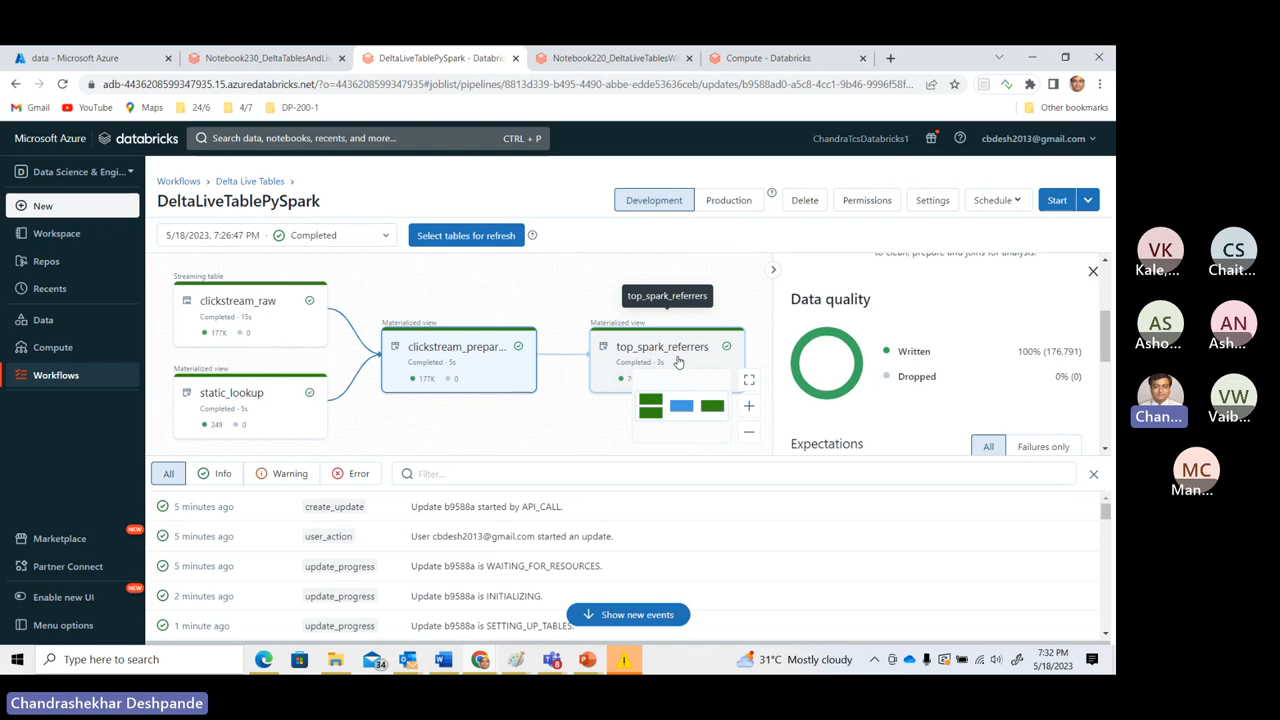 data - Microsoft Azure
Notebook230_DeltaTablesAndLiv
DeltaLiveTablePySpark - Databric
Notebook220_DeltaLiveTablesWi
Compute - Databricks
adb-4436208599347935.15.azuredatabricks.net/?o=4436208599347935#joblist/pipelines/8813d339-b495-4490-abbe-edde53636ceb/updates/b9588ad0-a5c8-4cc1-9b46-9965f58f...
Gmail
YouTube
Maps
24/6
4/7
DP-200-1
Other bookmarks
Microsoft Azure
databricks
Search data, notebooks, recents, and more...
CTRL + P
ChandraTcsDatabricks1
cbdesh2013@gmail.com
D
Data Science & Engi...
New
Workspace
Repos
Recents
Data
Compute
Workflows
Marketplace
NEW
Partner Connect
Enable new UI
NEW
Menu options
Workflows
Delta Live Tables
DeltaLiveTablePySpark
Development
Production
Delete
Permissions
Settings
Schedule
Start
5/18/2023, 7:26:47 PM ·
Completed
Select tables for refresh
Streaming table
clickstream_raw
Completed · 15s
177K
0
Materialized view
static_lookup
Completed · 5s
249
0
Materialized view
clickstream_prepar...
Completed · 5s
177K
0
top_spark_referrers
Materialized view
top_spark_referrers
Completed · 3s
to clean, prepare and joins for analysis.
Data quality
Written
100% (176,791)
Dropped
0% (0)
Expectations
All
Failures only
All
Info
Warning
Error
Filter...
5 minutes ago
create_update
Update b9588a started by API_CALL.
5 minutes ago
user_action
User cbdesh2013@gmail.com started an update.
5 minutes ago
update_progress
Update b9588a is WAITING_FOR_RESOURCES.
2 minutes ago
update_progress
Update b9588a is INITIALIZING.
1 minute ago
update_progress
Update b9588a is SETTING_UP_TABLES.
Show new events
Type here to search
34
31°C Mostly cloudy
7:32 PM
5/18/2023
VK
Kale,...
CS
Chait...
AS
Asho...
AN
Ash...
Chan...
VW
Vaib...
MC
Man...
Chandrashekhar Deshpande